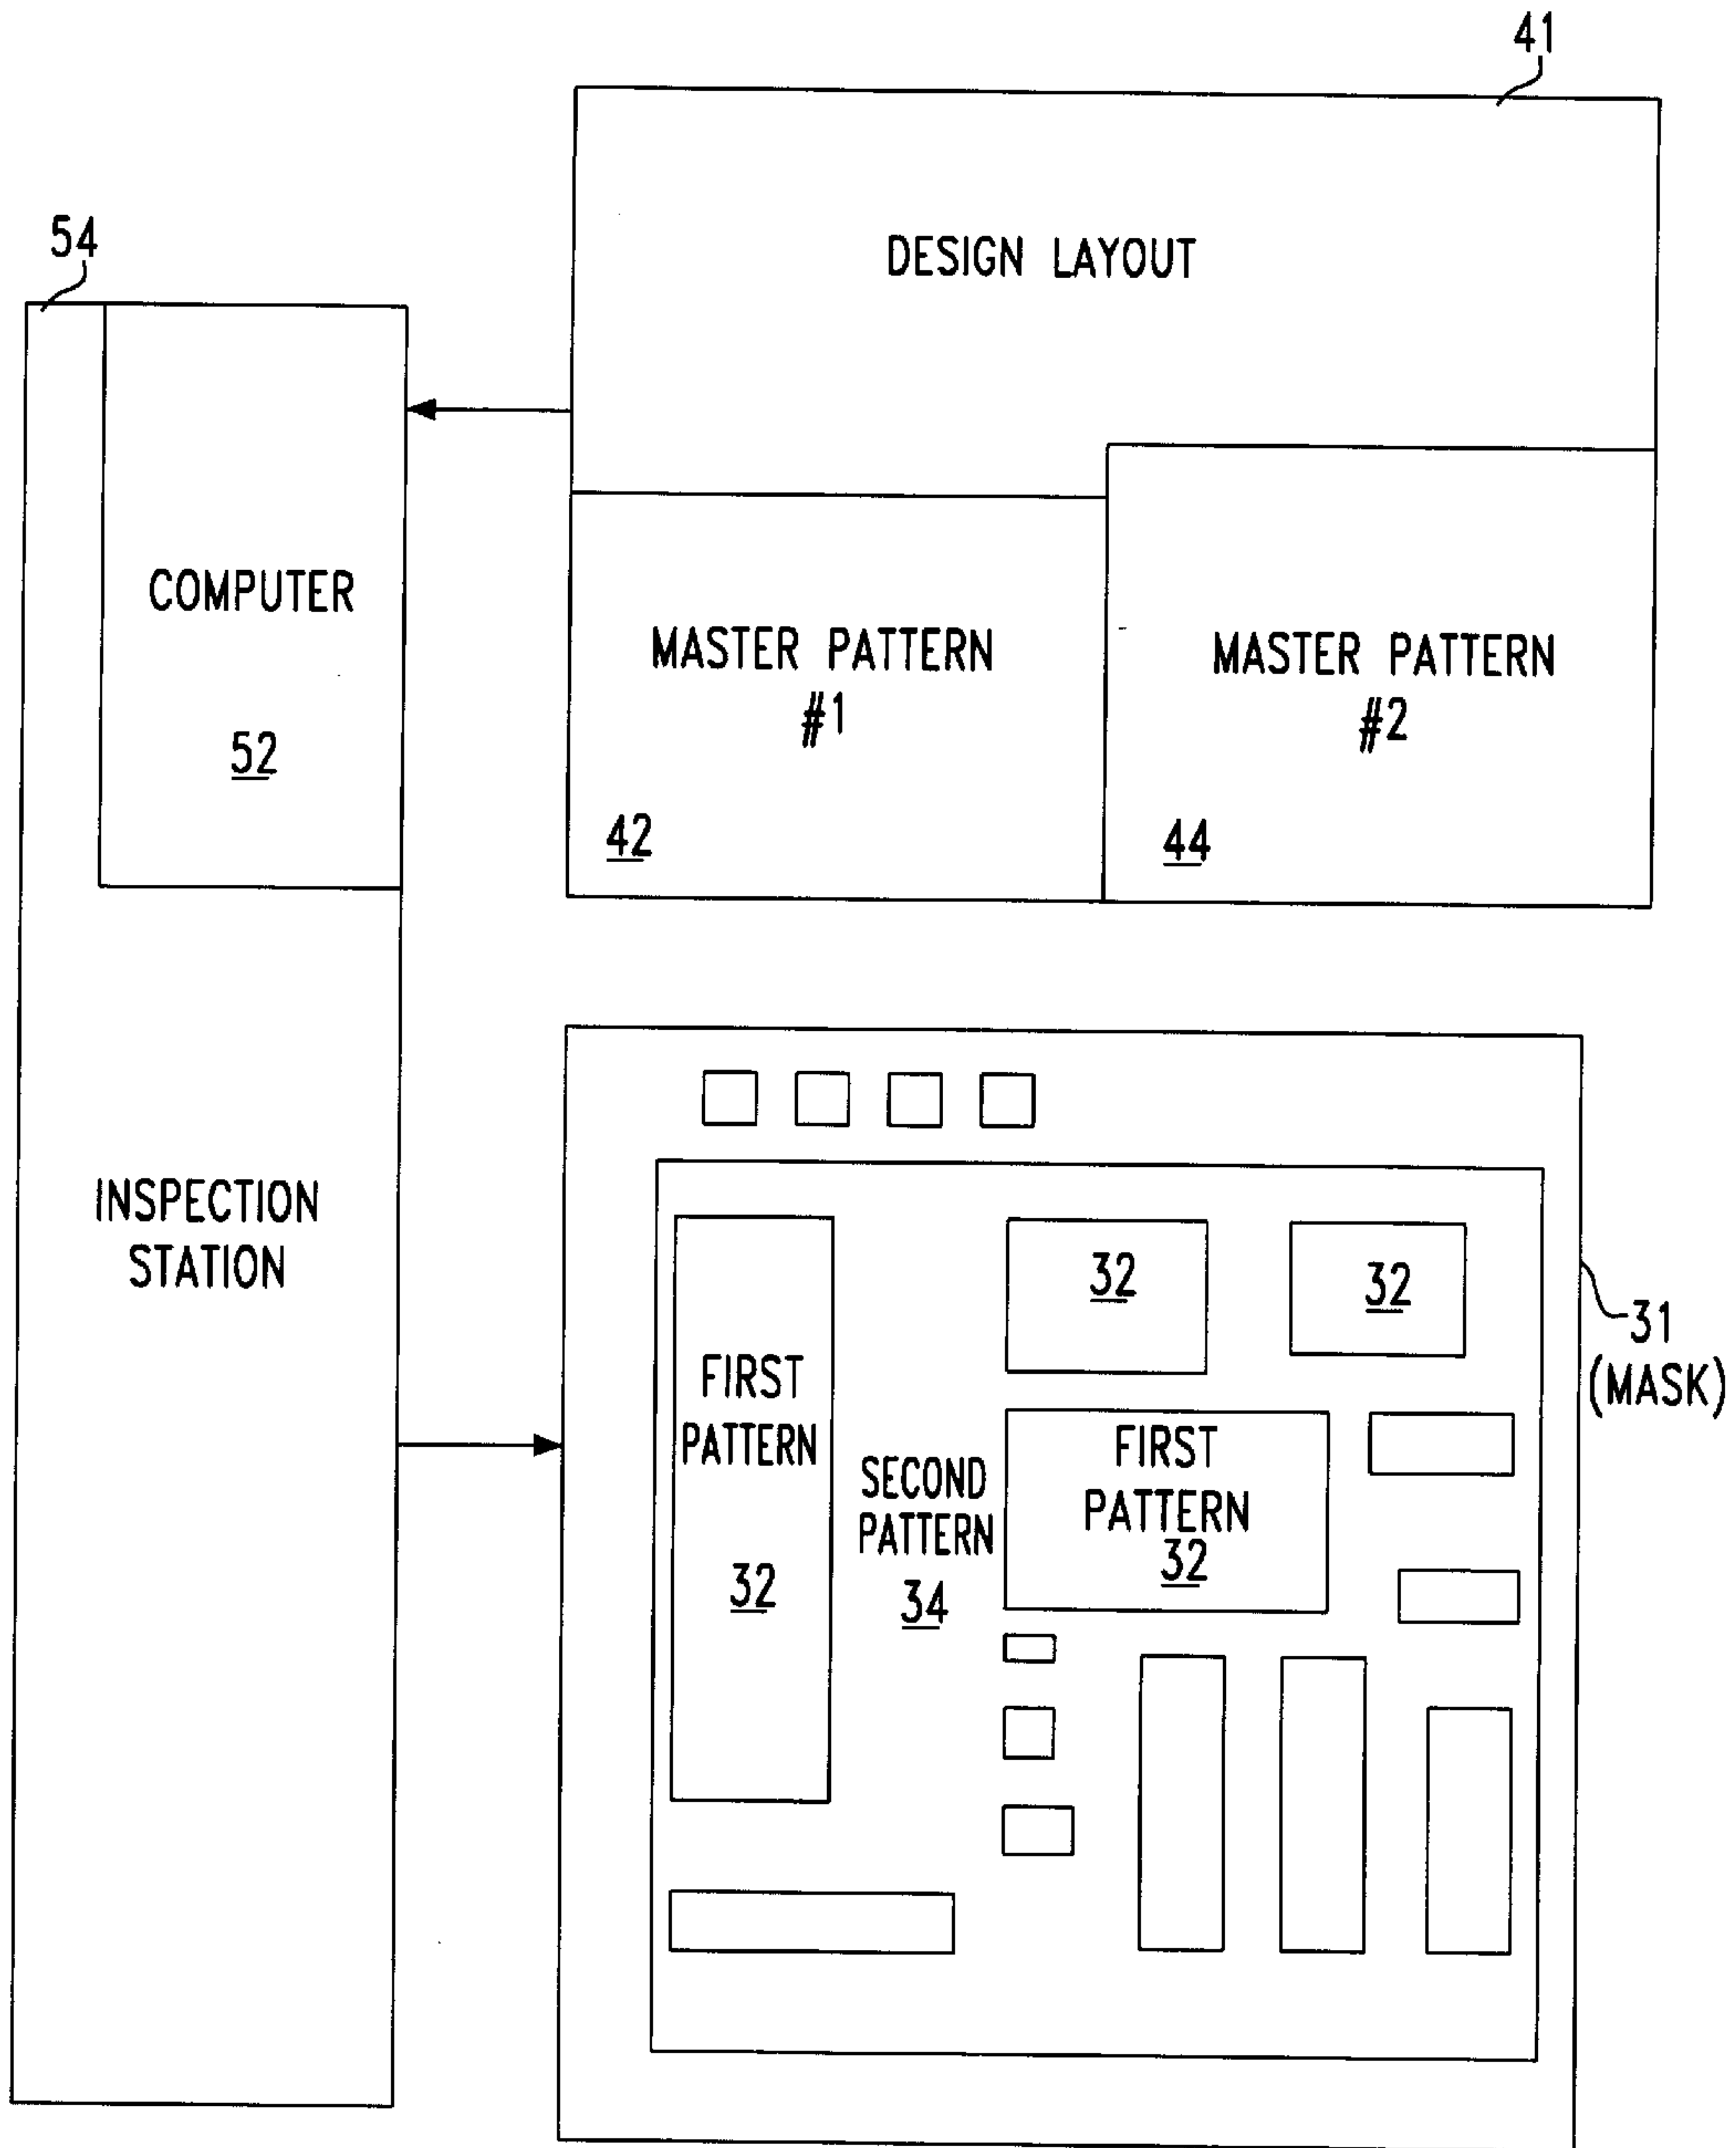 41
DESIGN LAYOUT
54
COMPUTER
52
MASTER PATTERN
#1
42
MASTER PATTERN
#2
44
INSPECTION
STATION
FIRST
PATTERN
32
SECOND
PATTERN
34
32
32
FIRST
PATTERN
32
31
(MASK)